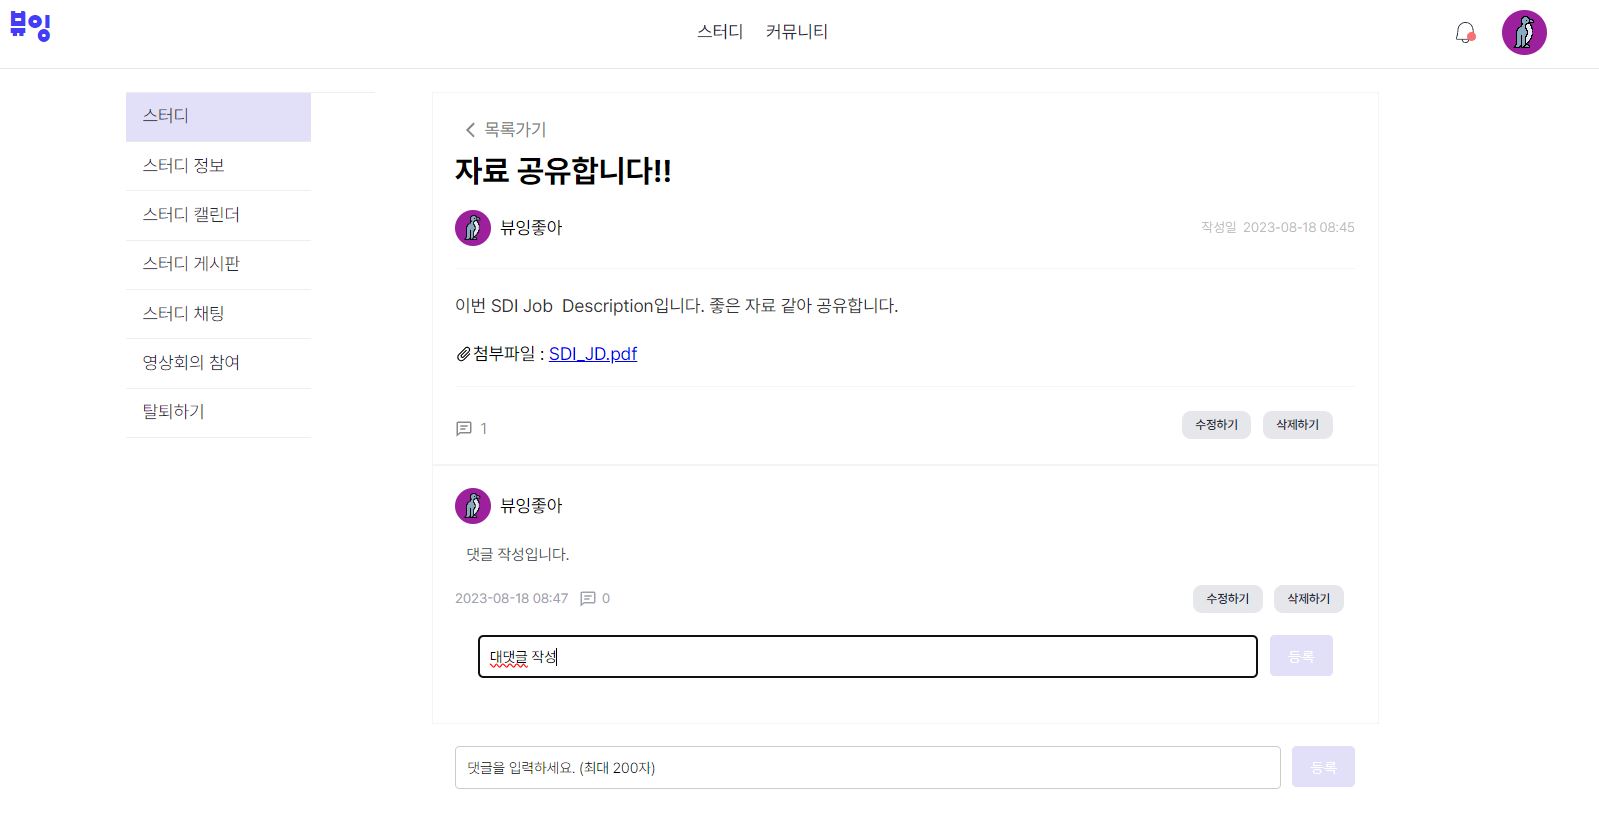 뷰잉
스터디 커뮤니티
스터디
스터디 정보
스터디 캘린더
스터디 게시판
스터디 채팅
영상회의 참여
탈퇴하기
목록가기
자료 공유합니다!!
뷰잉좋아 작성일 2023-08-18 08:45
이번 SDI Job  Description입니다. 좋은 자료 같아 공유합니다.
첨부파일 : SDI_JD.pdf
1 수정하기 삭제하기
뷰잉좋아
댓글 작성입니다.
2023-08-18 08:47 0 수정하기 삭제하기
대댓글 작성 등록
댓글을 입력하세요. (최대 200자) 등록